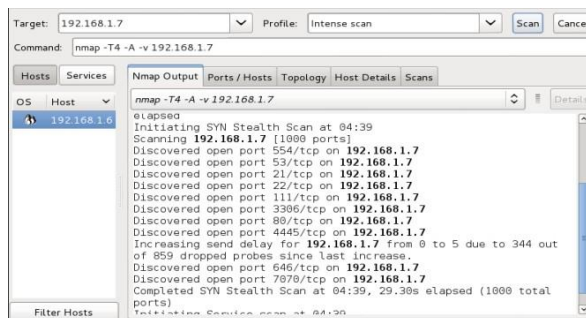 Target: 192.168.1.7 Profile: Intense scan Scan Cance
Command: nmap -T4 -A -v 192.168.1.7
Hosts Services Nmap Output Ports / Hosts Topology Host Details Scans
OS Host nmap -T4 -A -v 192.168.1.7 Details
192.168.1.6
elapsed
Initiating SYN Stealth Scan at 04:39
Scanning 192.168.1.7 [1000 ports]
Discovered open port 554/tcp on 192.168.1.7
Discovered open port 53/tcp on 192.168.1.7
Discovered open port 21/tcp on 192.168.1.7
Discovered open port 22/tcp on 192.168.1.7
Discovered open port 111/tcp on 192.168.1.7
Discovered open port 3306/tcp on 192.168.1.7
Discovered open port 80/tcp on 192.168.1.7
Discovered open port 4445/tcp on 192.168.1.7
Increasing send delay for 192.168.1.7 from 0 to 5 due to 344 out
of 859 dropped probes since last increase.
Discovered open port 646/tcp on 192.168.1.7
Discovered open port 7070/tcp on 192.168.1.7
Completed SYN Stealth Scan at 04:39, 29.30s elapsed (1000 total
ports)
Initiating Service scan at 04:39
Filter Hosts